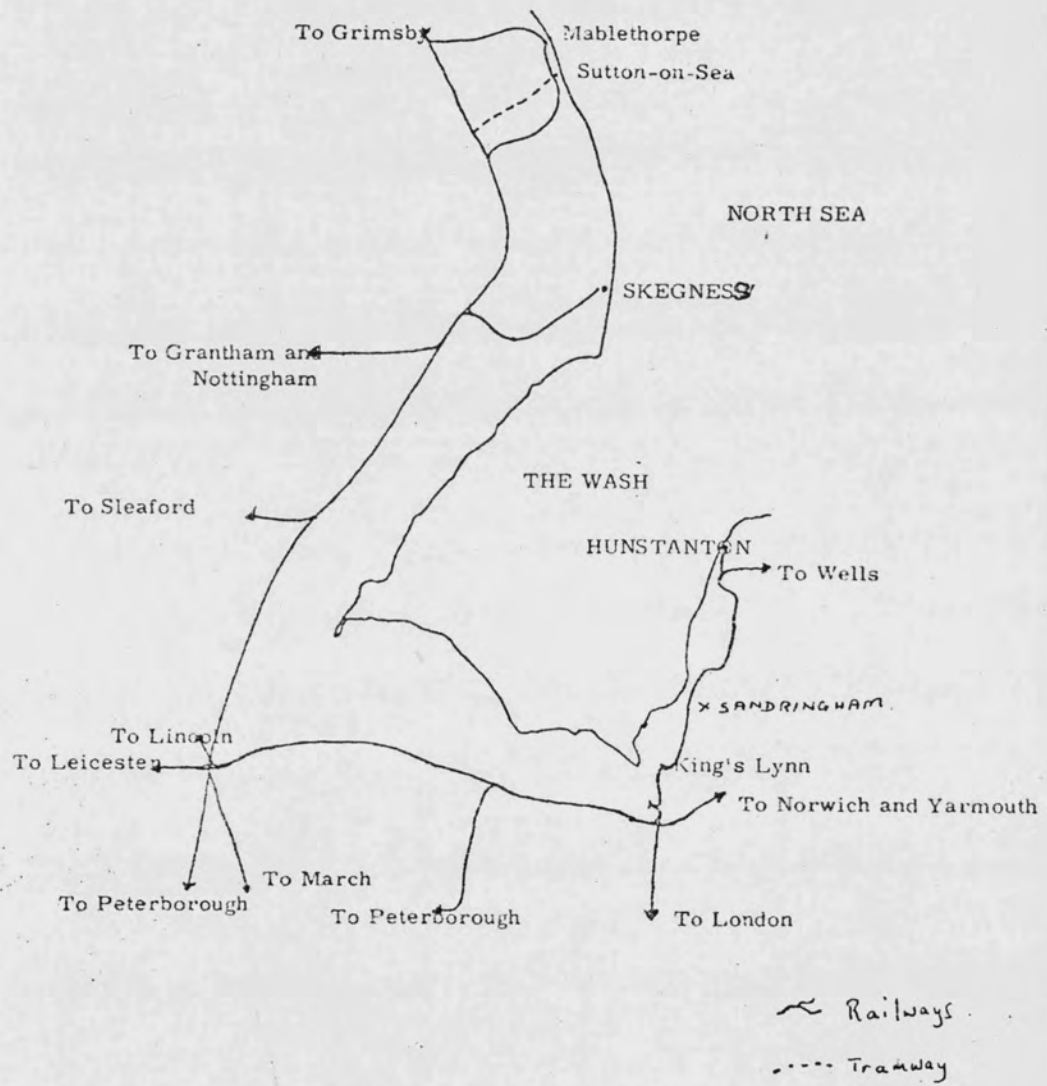 To Grimsby
Mablethorpe
Sutton-on-Sea
NORTH SEA
SKEGNESS
To Grantham and
Nottingham
THE WASH
To Sleaford
HUNSTANTON
To Wells
x SANDRINGHAM.
To Lincoln
To Leicester
King's Lynn
To Norwich and Yarmouth
To March
To Peterborough
To Peterborough
To London
Railways
Tramway